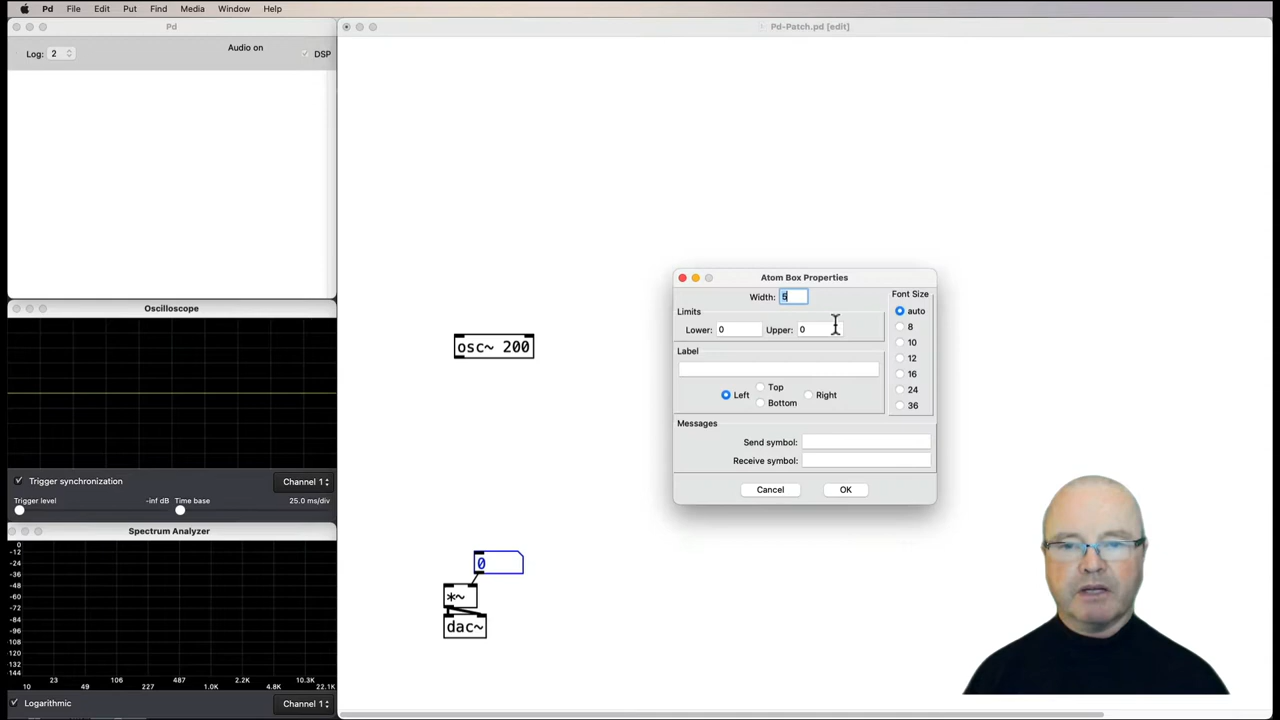 Pd File Edit Put Find Media Window Help
Pd
Log: 2
Audio on
DSP
Oscilloscope
Trigger synchronization
Channel 1
Trigger level
-inf dB
Time base
25.0 ms/div
Spectrum Analyzer
0
-12
-24
-36
-48
-60
-72
-84
-96
-108
-120
-132
-144
10 23 49 106 227 487 1.0K 2.2K 4.8K 10.3K 22.1K
Logarithmic
Channel 1
Pd-Patch.pd [edit]
osc~ 200
0
*~
dac~
Atom Box Properties
Width: 5
Limits
Lower: 0
Upper: 0
Label
Left
Top
Bottom
Right
Font Size
auto
8
10
12
16
24
36
Messages
Send symbol:
Receive symbol:
Cancel
OK